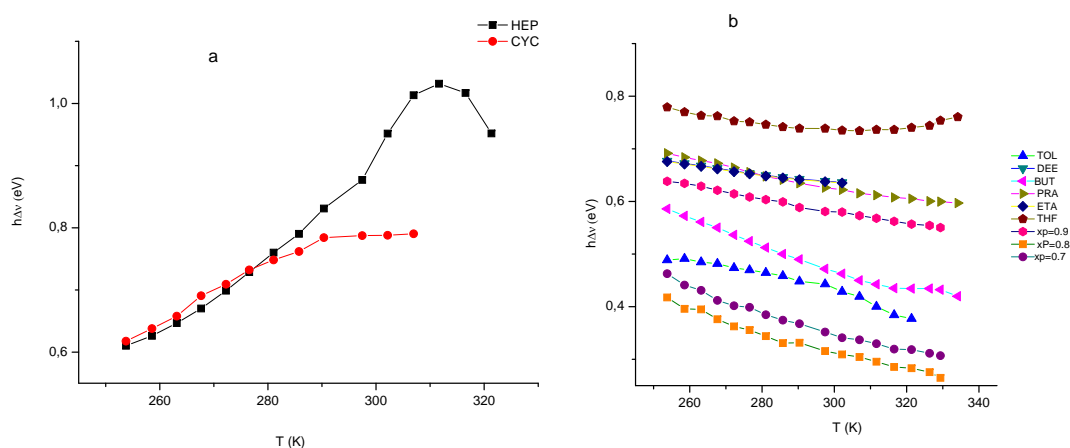 a
HEP
CYC
1,0
0,8
0,6
hΔν (eV)
260
280
300
320
T (K)
b
0,8
0,6
0,4
hΔν (eV)
260
280
300
320
340
T (K)
TOL
DEE
BUT
PRA
ETA
THF
xp=0.9
xP=0.8
xp=0.7